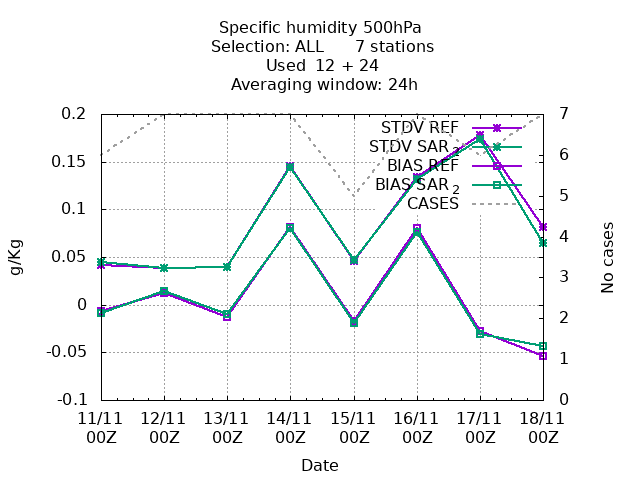 Specific humidity 500hPa
Selection: ALL 7 stations
Used 12 + 24
Averaging window: 24h
0.2
0.15
0.1
0.05
0
-0.05
-0.1
g/Kg
7
6
5
4
3
2
1
0
No cases
STDV REF
STDV SAR 2
BIAS REF
BIAS SAR 2
CASES
11/11 12/11 13/11 14/11 15/11 16/11 17/11 18/11
00Z 00Z 00Z 00Z 00Z 00Z 00Z 00Z
Date